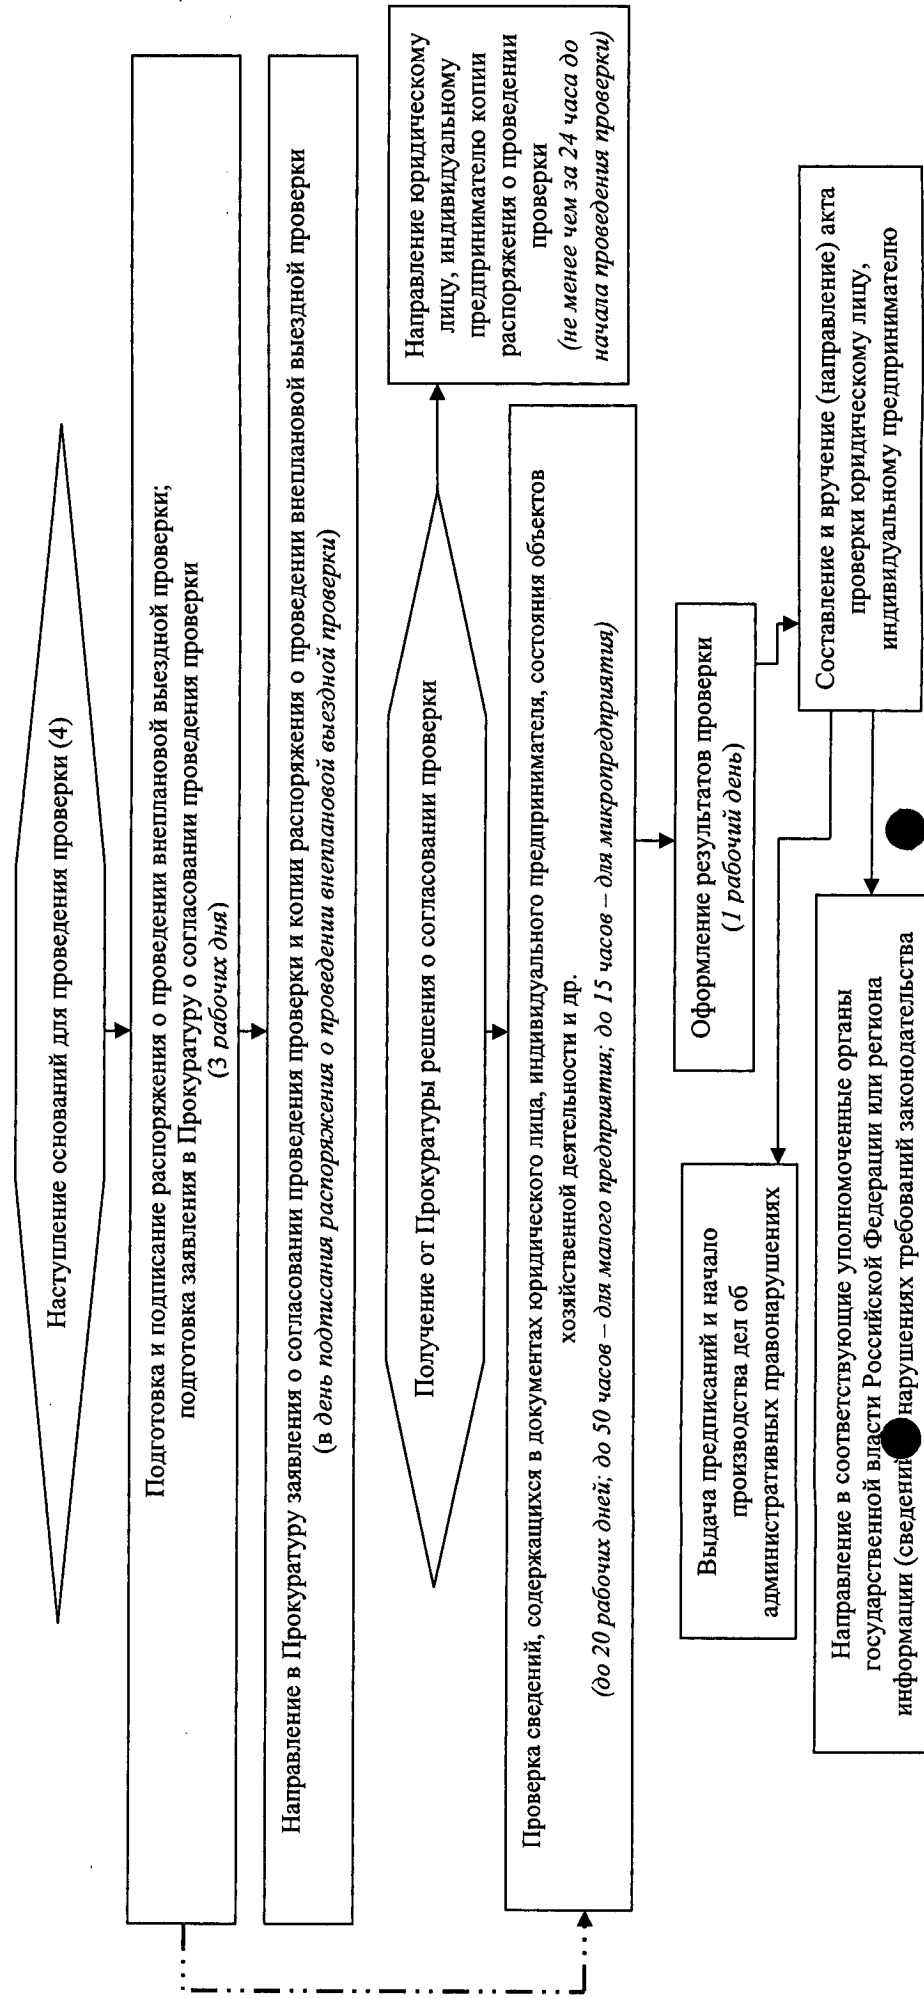 Наступление оснований для проведения проверки (4)
Подготовка и подписание распоряжения о проведении внеплановой выездной проверки;
подготовка заявления в Прокуратуру о согласовании проведения проверки
(3 рабочих дня)
Направление в Прокуратуру заявления о согласовании проведения проверки и копии распоряжения о проведении внеплановой выездной проверки
(в день подписания распоряжения о проведении внеплановой выездной проверки)
Получение от Прокуратуры решения о согласовании проверки
Направление юридическому
лицу, индивидуальному
предпринимателю копии
распоряжения о проведении
проверки
(не менее чем за 24 часа до
начала проведения проверки)
Проверка сведений, содержащихся в документах юридического лица, индивидуального предпринимателя, состояния объектов
хозяйственной деятельности и др.
(до 20 рабочих дней; до 50 часов – для малого предприятия; до 15 часов – для микропредприятия)
Оформление результатов проверки
(1 рабочий день)
Составление и вручение (направление) акта
проверки юридическому лицу,
индивидуальному предпринимателю
Выдача предписаний и начало
производства дел об
административных правонарушениях
Направление в соответствующие уполномоченные органы
государственной власти Российской Федерации или региона
информации (сведений нарушениях требований законодательства